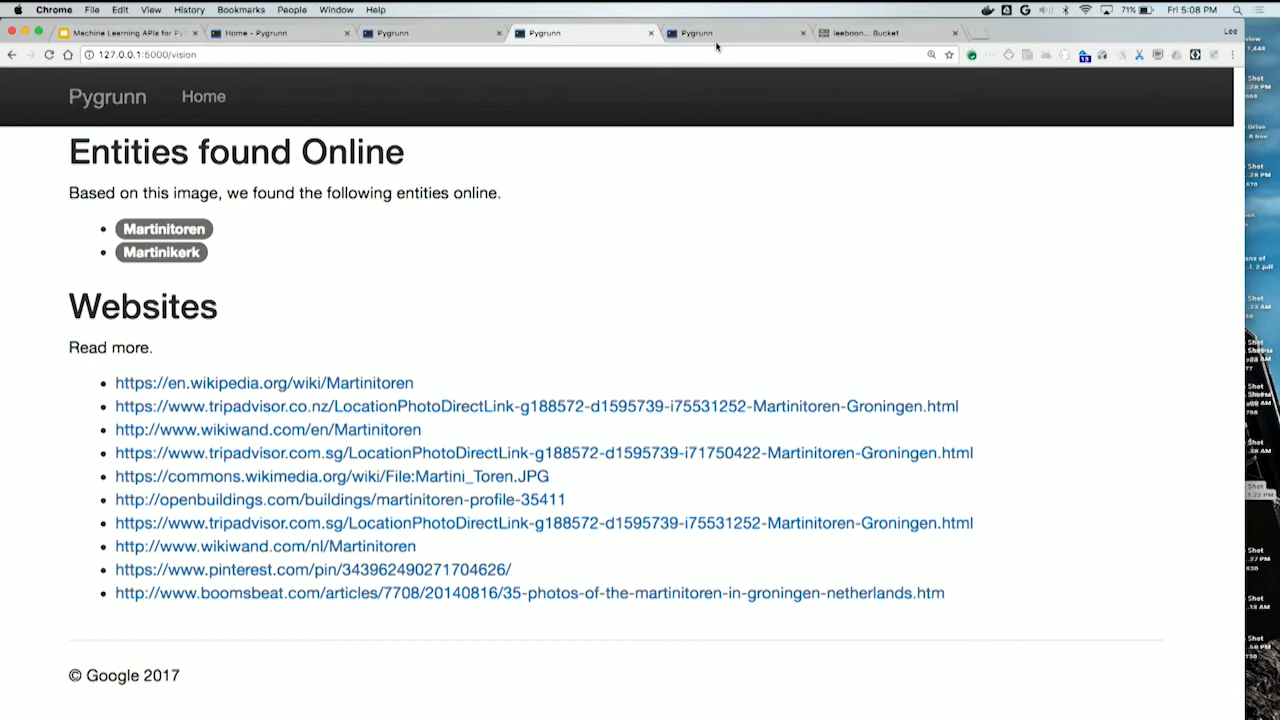 Chrome File Edit View History Bookmarks People Window Help 71% Fri 5:08 PM
Machine Learning APIs for Py Home - Pygrunn Pygrunn Pygrunn Pygrunn leeboon... Bucket Lee
127.0.0.1:5000/vision
Pygrunn Home
Entities found Online
Based on this image, we found the following entities online.
Martinitoren
Martinikerk
Websites
Read more.
https://en.wikipedia.org/wiki/Martinitoren
https://www.tripadvisor.co.nz/LocationPhotoDirectLink-g188572-d1595739-i75531252-Martinitoren-Groningen.html
http://www.wikiwand.com/en/Martinitoren
https://www.tripadvisor.com.sg/LocationPhotoDirectLink-g188572-d1595739-i71750422-Martinitoren-Groningen.html
https://commons.wikimedia.org/wiki/File:Martini_Toren.JPG
http://openbuildings.com/buildings/martinitoren-profile-35411
https://www.tripadvisor.com.sg/LocationPhotoDirectLink-g188572-d1595739-i75531252-Martinitoren-Groningen.html
http://www.wikiwand.com/nl/Martinitoren
https://www.pinterest.com/pin/343962490271704626/
http://www.boomsbeat.com/articles/7708/20140816/35-photos-of-the-martinitoren-in-groningen-netherlands.htm
© Google 2017